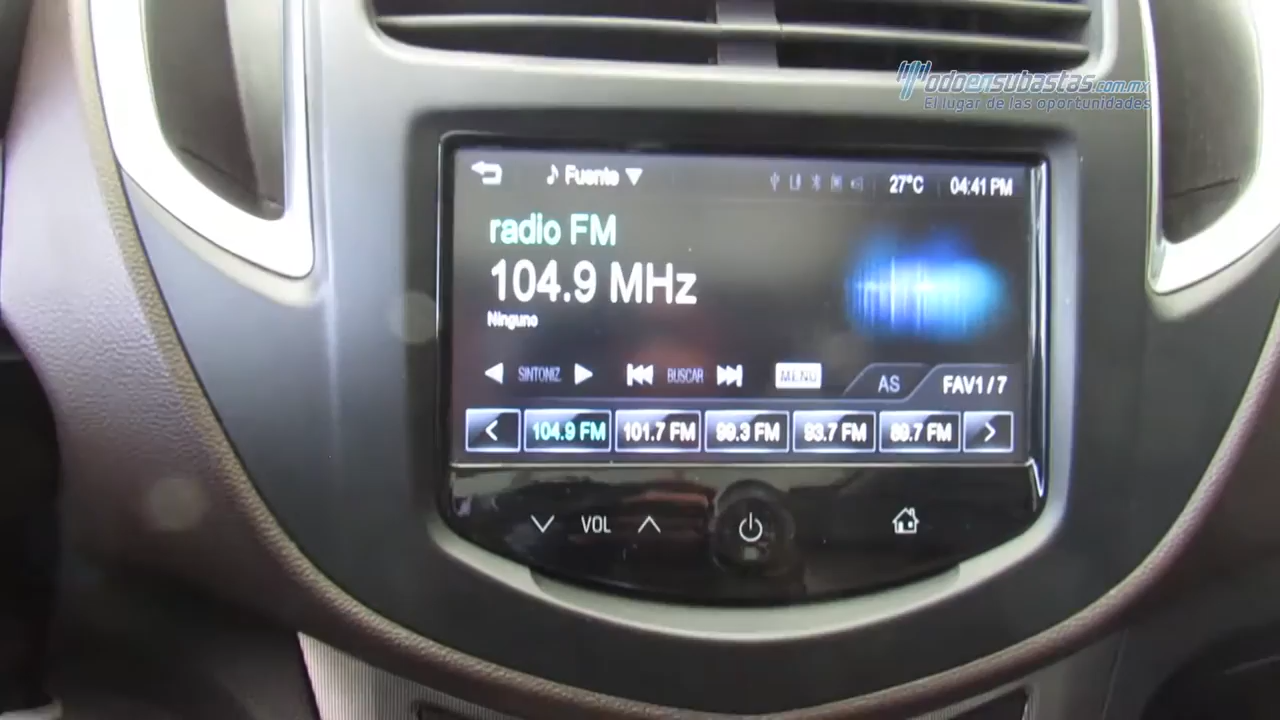 Todoensubastas.com.mx
El lugar de las oportunidades
Fuente 27°C 04:41 PM
radio FM
104.9 MHz
Ninguno
SINTONIZ. BUSCAR MENÚ AS FAV1/7
104.9 FM 101.7 FM 99.3 FM 93.7 FM 89.7 FM
VOL